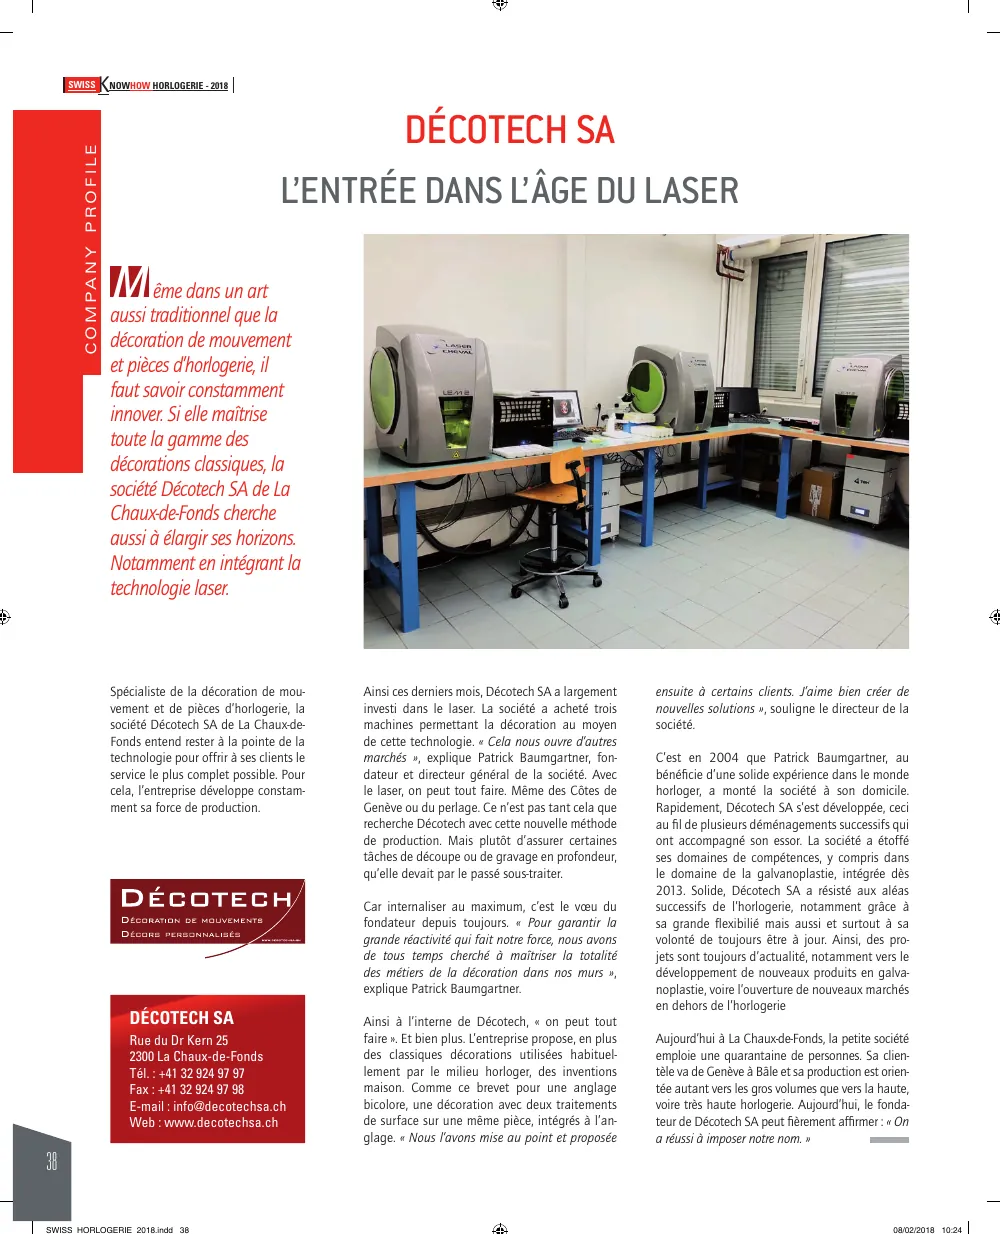 SWISS KNOWHOW HORLOGERIE - 2018
COMPANY PROFILE
DÉCOTECH SA
L'ENTRÉE DANS L'ÂGE DU LASER
Même dans un art
aussi traditionnel que la
décoration de mouvement
et pièces d'horlogerie, il
faut savoir constamment
innover. Si elle maîtrise
toute la gamme des
décorations classiques, la
société Décotech SA de La
Chaux-de-Fonds cherche
aussi à élargir ses horizons.
Notamment en intégrant la
technologie laser.
LASER
CHEVAL
LEM 2
LASER
CHEVAL
LASER
CHEVAL
Spécialiste de la décoration de mou-
vement et de pièces d'horlogerie, la
société Décotech SA de La Chaux-de-
Fonds entend rester à la pointe de la
technologie pour offrir à ses clients le
service le plus complet possible. Pour
cela, l'entreprise développe constam-
ment sa force de production.
DÉCOTECH
DÉCORATION DE MOUVEMENTS
DÉCORS PERSONNALISÉS
WWW.DECOTECHSA.CH
DÉCOTECH SA
Rue du Dr Kern 25
2300 La Chaux-de-Fonds
Tél. : +41 32 924 97 97
Fax : +41 32 924 97 98
E-mail : info@decotechsa.ch
Web : www.decotechsa.ch
Ainsi ces derniers mois, Décotech SA a largement
investi dans le laser. La société a acheté trois
machines permettant la décoration au moyen
de cette technologie. « Cela nous ouvre d'autres
marchés », explique Patrick Baumgartner, fon-
dateur et directeur général de la société. Avec
le laser, on peut tout faire. Même des Côtes de
Genève ou du perlage. Ce n'est pas tant cela que
recherche Décotech avec cette nouvelle méthode
de production. Mais plutôt d'assurer certaines
tâches de découpe ou de gravage en profondeur,
qu'elle devait par le passé sous-traiter.
Car internaliser au maximum, c'est le vœu du
fondateur depuis toujours. « Pour garantir la
grande réactivité qui fait notre force, nous avons
de tous temps cherché à maîtriser la totalité
des métiers de la décoration dans nos murs »,
explique Patrick Baumgartner.
Ainsi à l'interne de Décotech, « on peut tout
faire ». Et bien plus. L'entreprise propose, en plus
des classiques décorations utilisées habituel-
lement par le milieu horloger, des inventions
maison. Comme ce brevet pour une anglage
bicolore, une décoration avec deux traitements
de surface sur une même pièce, intégrés à l'an-
glage. « Nous l'avons mise au point et proposée
ensuite à certains clients. J'aime bien créer de
nouvelles solutions », souligne le directeur de la
société.
C'est en 2004 que Patrick Baumgartner, au
bénéficie d'une solide expérience dans le monde
horloger, a monté la société à son domicile.
Rapidement, Décotech SA s'est développée, ceci
au fil de plusieurs déménagements successifs qui
ont accompagné son essor. La société a étoffé
ses domaines de compétences, y compris dans
le domaine de la galvanoplastie, intégrée dès
2013. Solide, Décotech SA a résisté aux aléas
successifs de l'horlogerie, notamment grâce à
sa grande flexibilié mais aussi et surtout à sa
volonté de toujours être à jour. Ainsi, des pro-
jets sont toujours d'actualité, notamment vers le
développement de nouveaux produits en galva-
noplastie, voire l'ouverture de nouveaux marchés
en dehors de l'horlogerie
Aujourd'hui à La Chaux-de-Fonds, la petite société
emploie une quarantaine de personnes. Sa clien-
tèle va de Genève à Bâle et sa production est orien-
tée autant vers les gros volumes que vers la haute,
voire très haute horlogerie. Aujourd'hui, le fonda-
teur de Décotech SA peut fièrement affirmer : « On
a réussi à imposer notre nom. »
38
SWISS_HORLOGERIE_2018.indd 38
08/02/2018 10:24